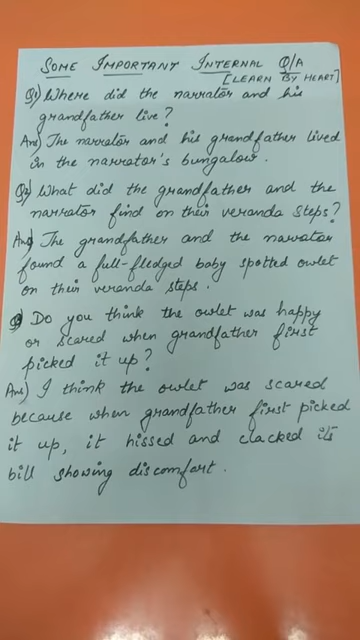 SOME IMPORTANT INTERNAL Q/A
[LEARN BY HEART]
Q1) Where did the narrator and his
grandfather live?
Ans) The narrator and his grandfather lived
in the narrator's bungalow.
Q2) What did the grandfather and the
narrator find on their veranda steps?
Ans) The grandfather and the narrator
found a full-fledged baby spotted owlet
on their veranda steps.
Q3) Do you think the owlet was happy
or scared when grandfather first
picked it up?
Ans) I think the owlet was scared
because when grandfather first picked
it up, it hissed and clacked its
bill showing discomfort.